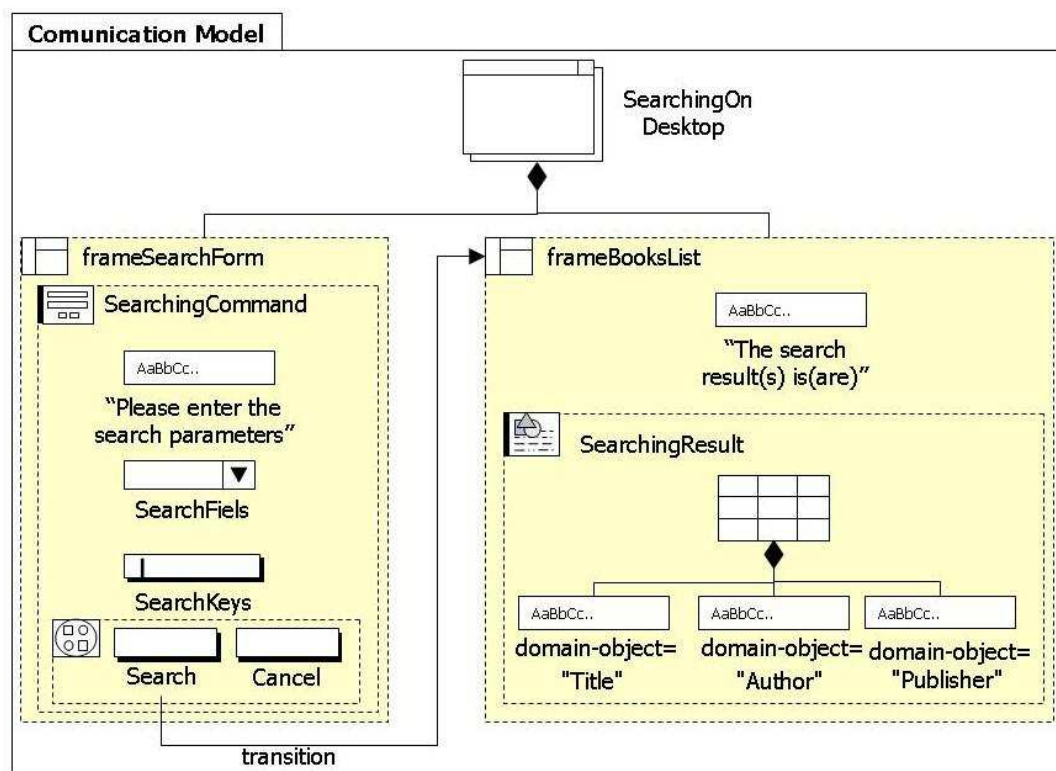 Comunication Model
SearchingOn
Desktop
frameSearchForm
SearchingCommand
AaBbCc..
“Please enter the
search parameters”
SearchFiels
SearchKeys
Search
Cancel
transition
frameBooksList
AaBbCc..
“The search
result(s) is(are)”
SearchingResult
AaBbCc..
domain-object=
"Title"
AaBbCc..
domain-object=
"Author"
AaBbCc..
domain-object=
"Publisher"